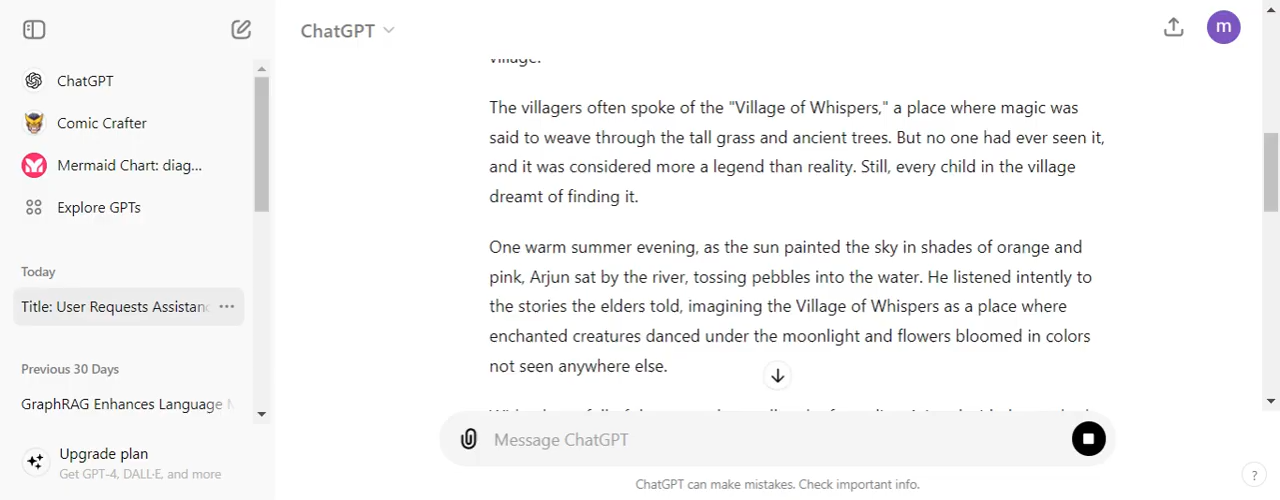 ChatGPT
Comic Crafter
Mermaid Chart: diag...
Explore GPTs
Today
Title: User Requests Assistan
Previous 30 Days
GraphRAG Enhances Language
Upgrade plan
Get GPT-4, DALL·E, and more
ChatGPT
m
village.
The villagers often spoke of the "Village of Whispers," a place where magic was
said to weave through the tall grass and ancient trees. But no one had ever seen it,
and it was considered more a legend than reality. Still, every child in the village
dreamt of finding it.
One warm summer evening, as the sun painted the sky in shades of orange and
pink, Arjun sat by the river, tossing pebbles into the water. He listened intently to
the stories the elders told, imagining the Village of Whispers as a place where
enchanted creatures danced under the moonlight and flowers bloomed in colors
not seen anywhere else.
Message ChatGPT
ChatGPT can make mistakes. Check important info.
?